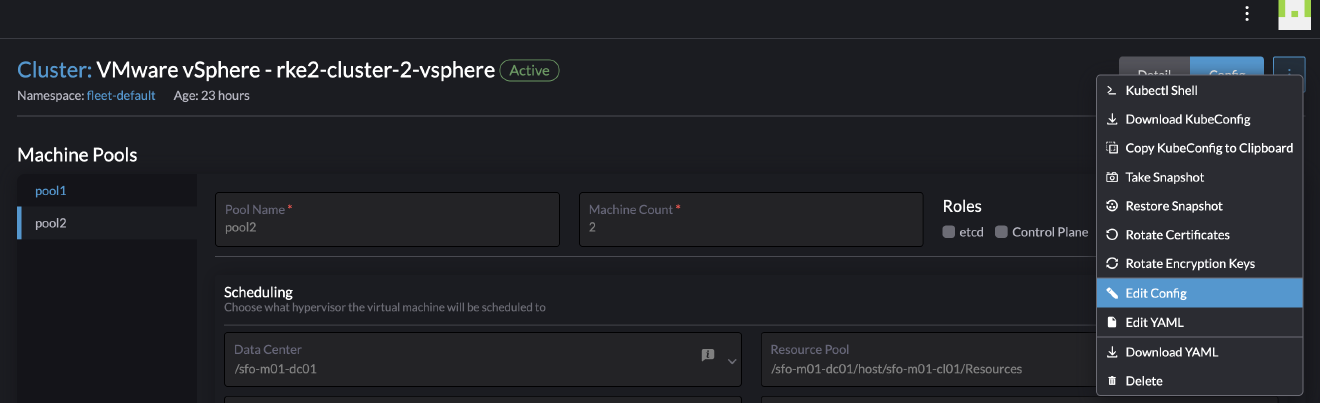 Cluster: VMware vSphere - rke2-cluster-2-vsphere Active
Detail Config
Namespace: fleet-default Age: 23 hours
Machine Pools
pool1
pool2
Pool Name *
pool2
Machine Count *
2
Roles
etcd Control Plane
Scheduling
Choose what hypervisor the virtual machine will be scheduled to
Data Center
/sfo-m01-dc01
Resource Pool
/sfo-m01-dc01/host/sfo-m01-cl01/Resources
Kubectl Shell
Download KubeConfig
Copy KubeConfig to Clipboard
Take Snapshot
Restore Snapshot
Rotate Certificates
Rotate Encryption Keys
Edit Config
Edit YAML
Download YAML
Delete